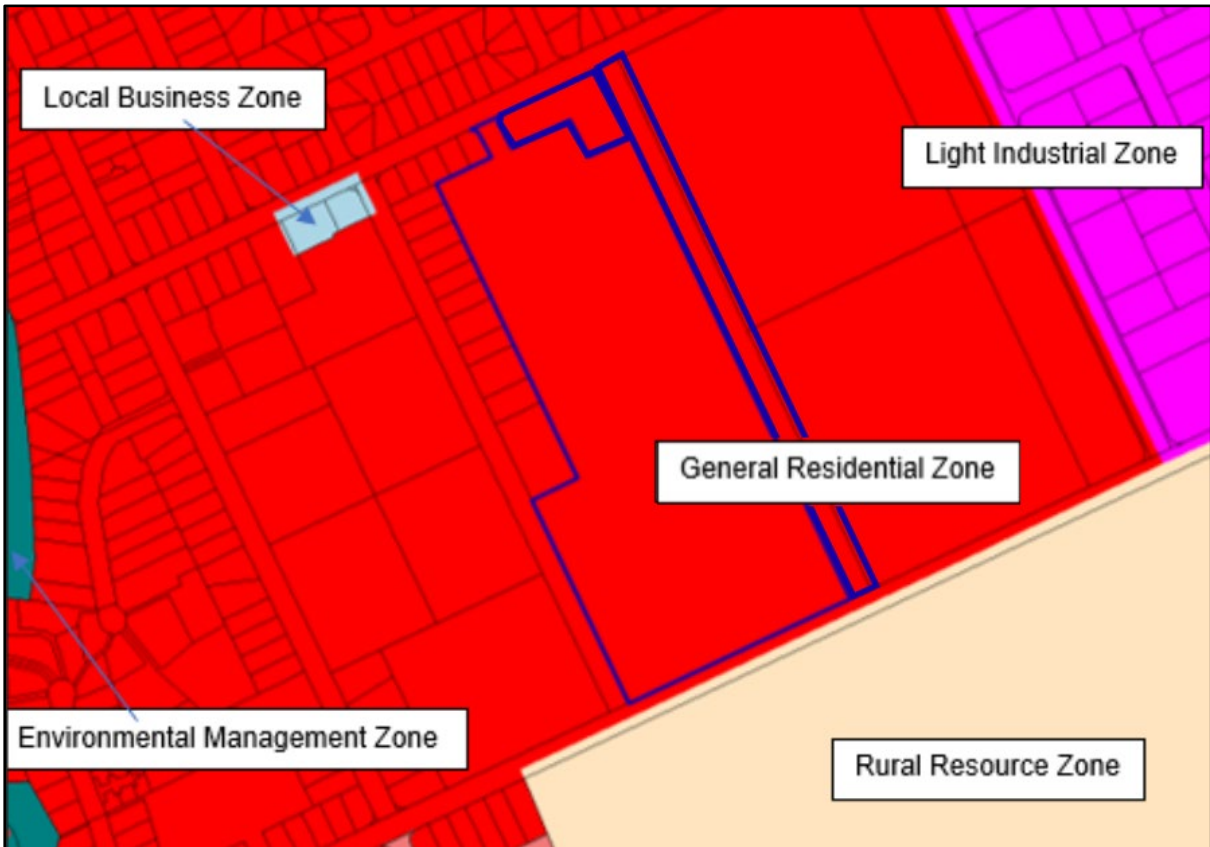 Local Business Zone
Light Industrial Zone
General Residential Zone
Environmental Management Zone
Rural Resource Zone